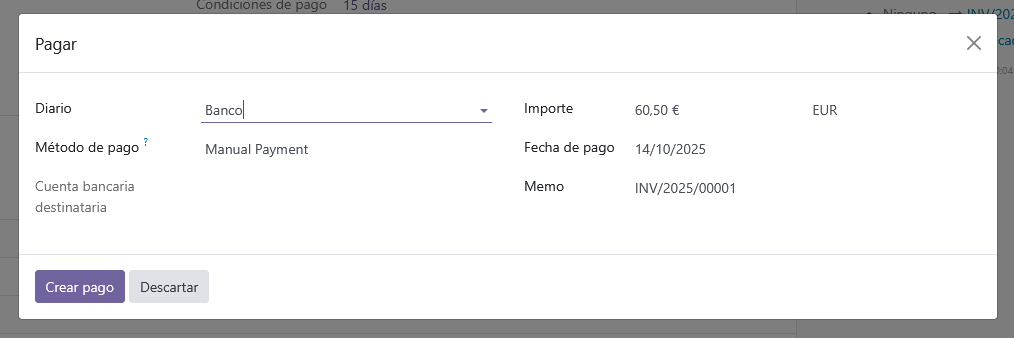 Condiciones de pago 15 días
Ninguno → INV/202
Pagar
Diario Banco Importe 60,50 € EUR
Método de pago ? Manual Payment Fecha de pago 14/10/2025
Cuenta bancaria
destinataria
Memo INV/2025/00001
Crear pago Descartar